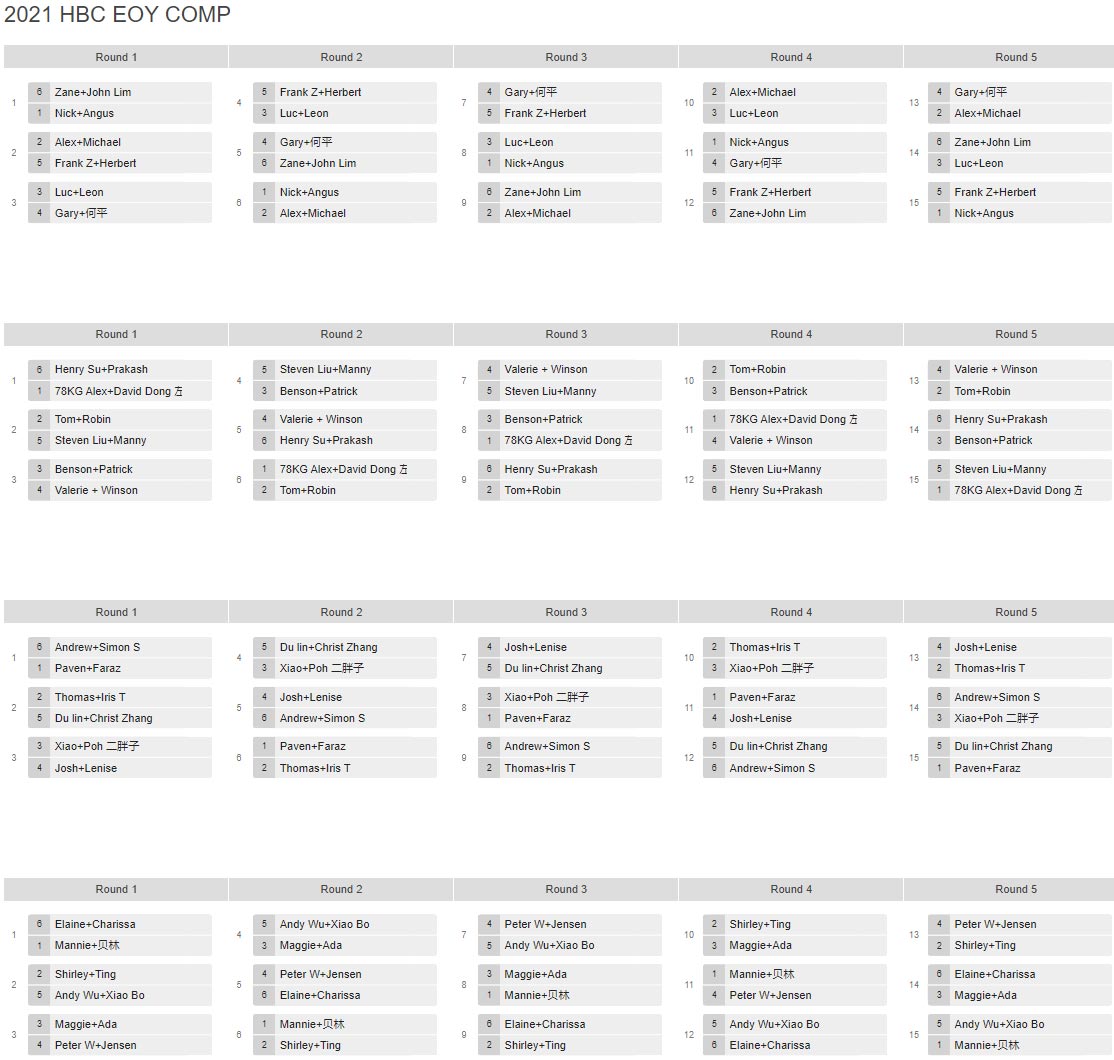 2021 HBC EOY COMP
Round 1 Round 2 Round 3 Round 4 Round 5
6 Zane+John Lim 5 Frank Z+Herbert 4 Gary+何平 2 Alex+Michael 4 Gary+何平
1 4 7 10 13
1 Nick+Angus 3 Luc+Leon 5 Frank Z+Herbert 3 Luc+Leon 2 Alex+Michael
2 Alex+Michael 4 Gary+何平 3 Luc+Leon 1 Nick+Angus 6 Zane+John Lim
2 5 8 11 14
5 Frank Z+Herbert 6 Zane+John Lim 1 Nick+Angus 4 Gary+何平 3 Luc+Leon
3 Luc+Leon 1 Nick+Angus 6 Zane+John Lim 5 Frank Z+Herbert 5 Frank Z+Herbert
3 6 9 12 15
4 Gary+何平 2 Alex+Michael 2 Alex+Michael 6 Zane+John Lim 1 Nick+Angus
Round 1 Round 2 Round 3 Round 4 Round 5
6 Henry Su+Prakash 5 Steven Liu+Manny 4 Valerie + Winson 2 Tom+Robin 4 Valerie + Winson
1 4 7 10 13
1 78KG Alex+David Dong 3 Benson+Patrick 5 Steven Liu+Manny 3 Benson+Patrick 2 Tom+Robin
2 Tom+Robin 4 Valerie + Winson 3 Benson+Patrick 1 78KG Alex+David Dong 6 Henry Su+Prakash
2 5 8 11 14
5 Steven Liu+Manny 6 Henry Su+Prakash 1 78KG Alex+David Dong 4 Valerie + Winson 3 Benson+Patrick
3 Benson+Patrick 1 78KG Alex+David Dong 6 Henry Su+Prakash 5 Steven Liu+Manny 5 Steven Liu+Manny
3 6 9 12 15
4 Valerie + Winson 2 Tom+Robin 2 Tom+Robin 6 Henry Su+Prakash 1 78KG Alex+David Dong
Round 1 Round 2 Round 3 Round 4 Round 5
6 Andrew+Simon S 5 Du lin+Christ Zhang 4 Josh+Lenise 2 Thomas+Iris T 4 Josh+Lenise
1 4 7 10 13
1 Paven+Faraz 3 Xiao+Poh 二胖子 5 Du lin+Christ Zhang 3 Xiao+Poh 二胖子 2 Thomas+Iris T
2 Thomas+Iris T 4 Josh+Lenise 3 Xiao+Poh 二胖子 1 Paven+Faraz 6 Andrew+Simon S
2 5 8 11 14
5 Du lin+Christ Zhang 6 Andrew+Simon S 1 Paven+Faraz 4 Josh+Lenise 3 Xiao+Poh 二胖子
3 Xiao+Poh 二胖子 1 Paven+Faraz 6 Andrew+Simon S 5 Du lin+Christ Zhang 5 Du lin+Christ Zhang
3 6 9 12 15
4 Josh+Lenise 2 Thomas+Iris T 2 Thomas+Iris T 6 Andrew+Simon S 1 Paven+Faraz
Round 1 Round 2 Round 3 Round 4 Round 5
6 Elaine+Charissa 5 Andy Wu+Xiao Bo 4 Peter W+Jensen 2 Shirley+Ting 4 Peter W+Jensen
1 4 7 10 13
1 Mannie+贝林 3 Maggie+Ada 5 Andy Wu+Xiao Bo 3 Maggie+Ada 2 Shirley+Ting
2 Shirley+Ting 4 Peter W+Jensen 3 Maggie+Ada 1 Mannie+贝林 6 Elaine+Charissa
2 5 8 11 14
5 Andy Wu+Xiao Bo 6 Elaine+Charissa 1 Mannie+贝林 4 Peter W+Jensen 3 Maggie+Ada
3 Maggie+Ada 1 Mannie+贝林 6 Elaine+Charissa 5 Andy Wu+Xiao Bo 5 Andy Wu+Xiao Bo
3 6 9 12 15
4 Peter W+Jensen 2 Shirley+Ting 2 Shirley+Ting 6 Elaine+Charissa 1 Mannie+贝林